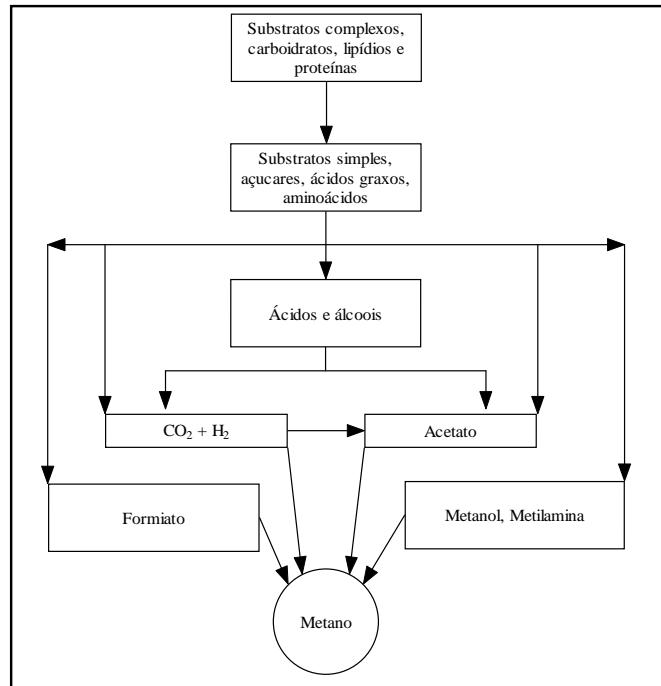 Substratos complexos,
carboidratos, lipídios e
proteínas
Substratos simples,
açucares, ácidos graxos,
aminoácidos
Ácidos e álcoois
CO₂ + H₂
Acetato
Formiato
Metanol, Metilamina
Metano